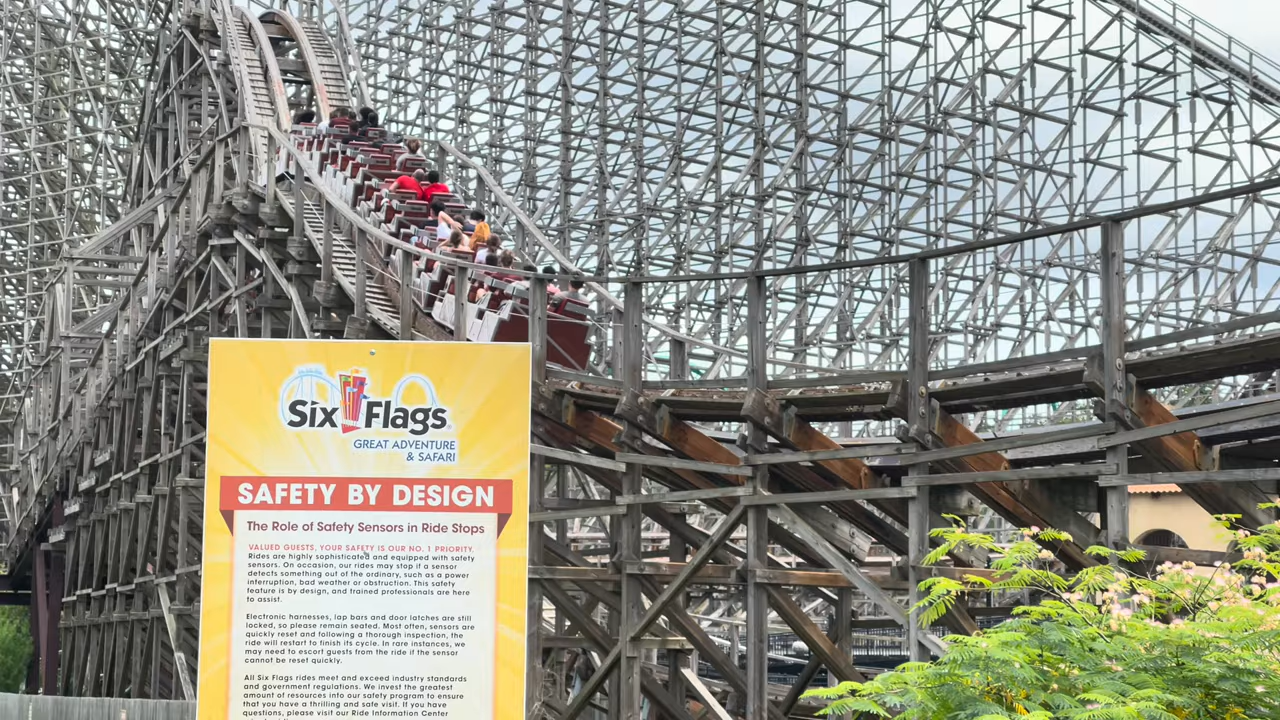 Six Flags
GREAT ADVENTURE
& SAFARI
SAFETY BY DESIGN
The Role of Safety Sensors in Ride Stops
VALUED GUESTS, YOUR SAFETY IS OUR NO. 1 PRIORITY.
Rides are highly sophisticated and equipped with safety
sensors. On occasion, our rides may stop if a sensor
detects something out of the ordinary, such as a power
interruption, bad weather or obstruction. This safety
feature is by design, and trained professionals are here
to assist.
Electronic harnesses, lap bars and door latches are still
locked, so please remain seated. Most often, sensors are
quickly reset and following a thorough inspection, the
ride will restart to finish its cycle. In rare instances, we
may need to escort guests from the ride if the sensor
cannot be reset quickly.
All Six Flags rides meet and exceed industry standards
and government regulations. We invest the greatest
amount of resources into our safety program to ensure
that you have a thrilling and safe visit. If you have
questions, please visit our Ride Information Center